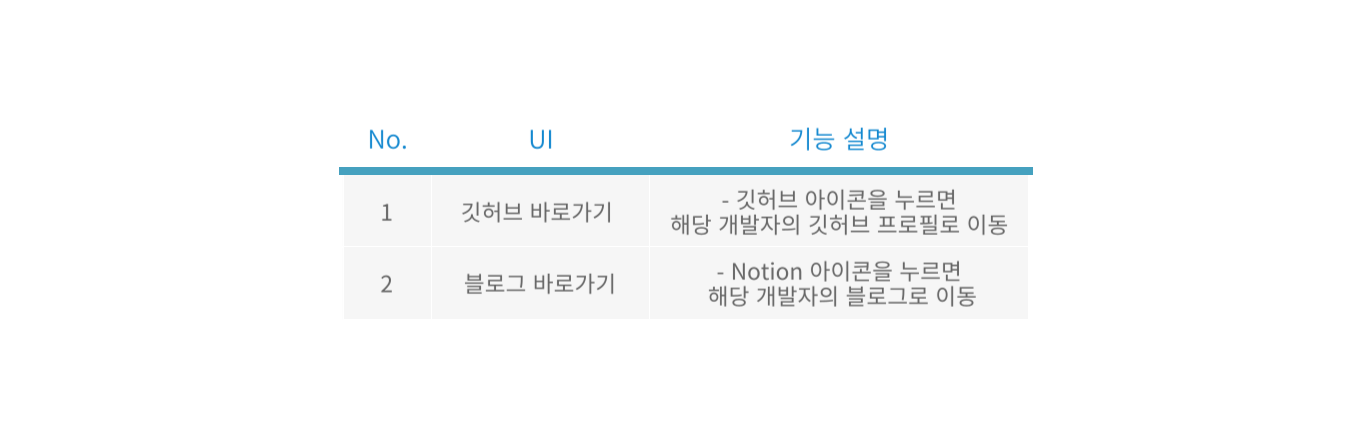 No. UI 기능 설명
1 깃허브 바로가기 - 깃허브 아이콘을 누르면
해당 개발자의 깃허브 프로필로 이동
2 블로그 바로가기 - Notion 아이콘을 누르면
해당 개발자의 블로그로 이동